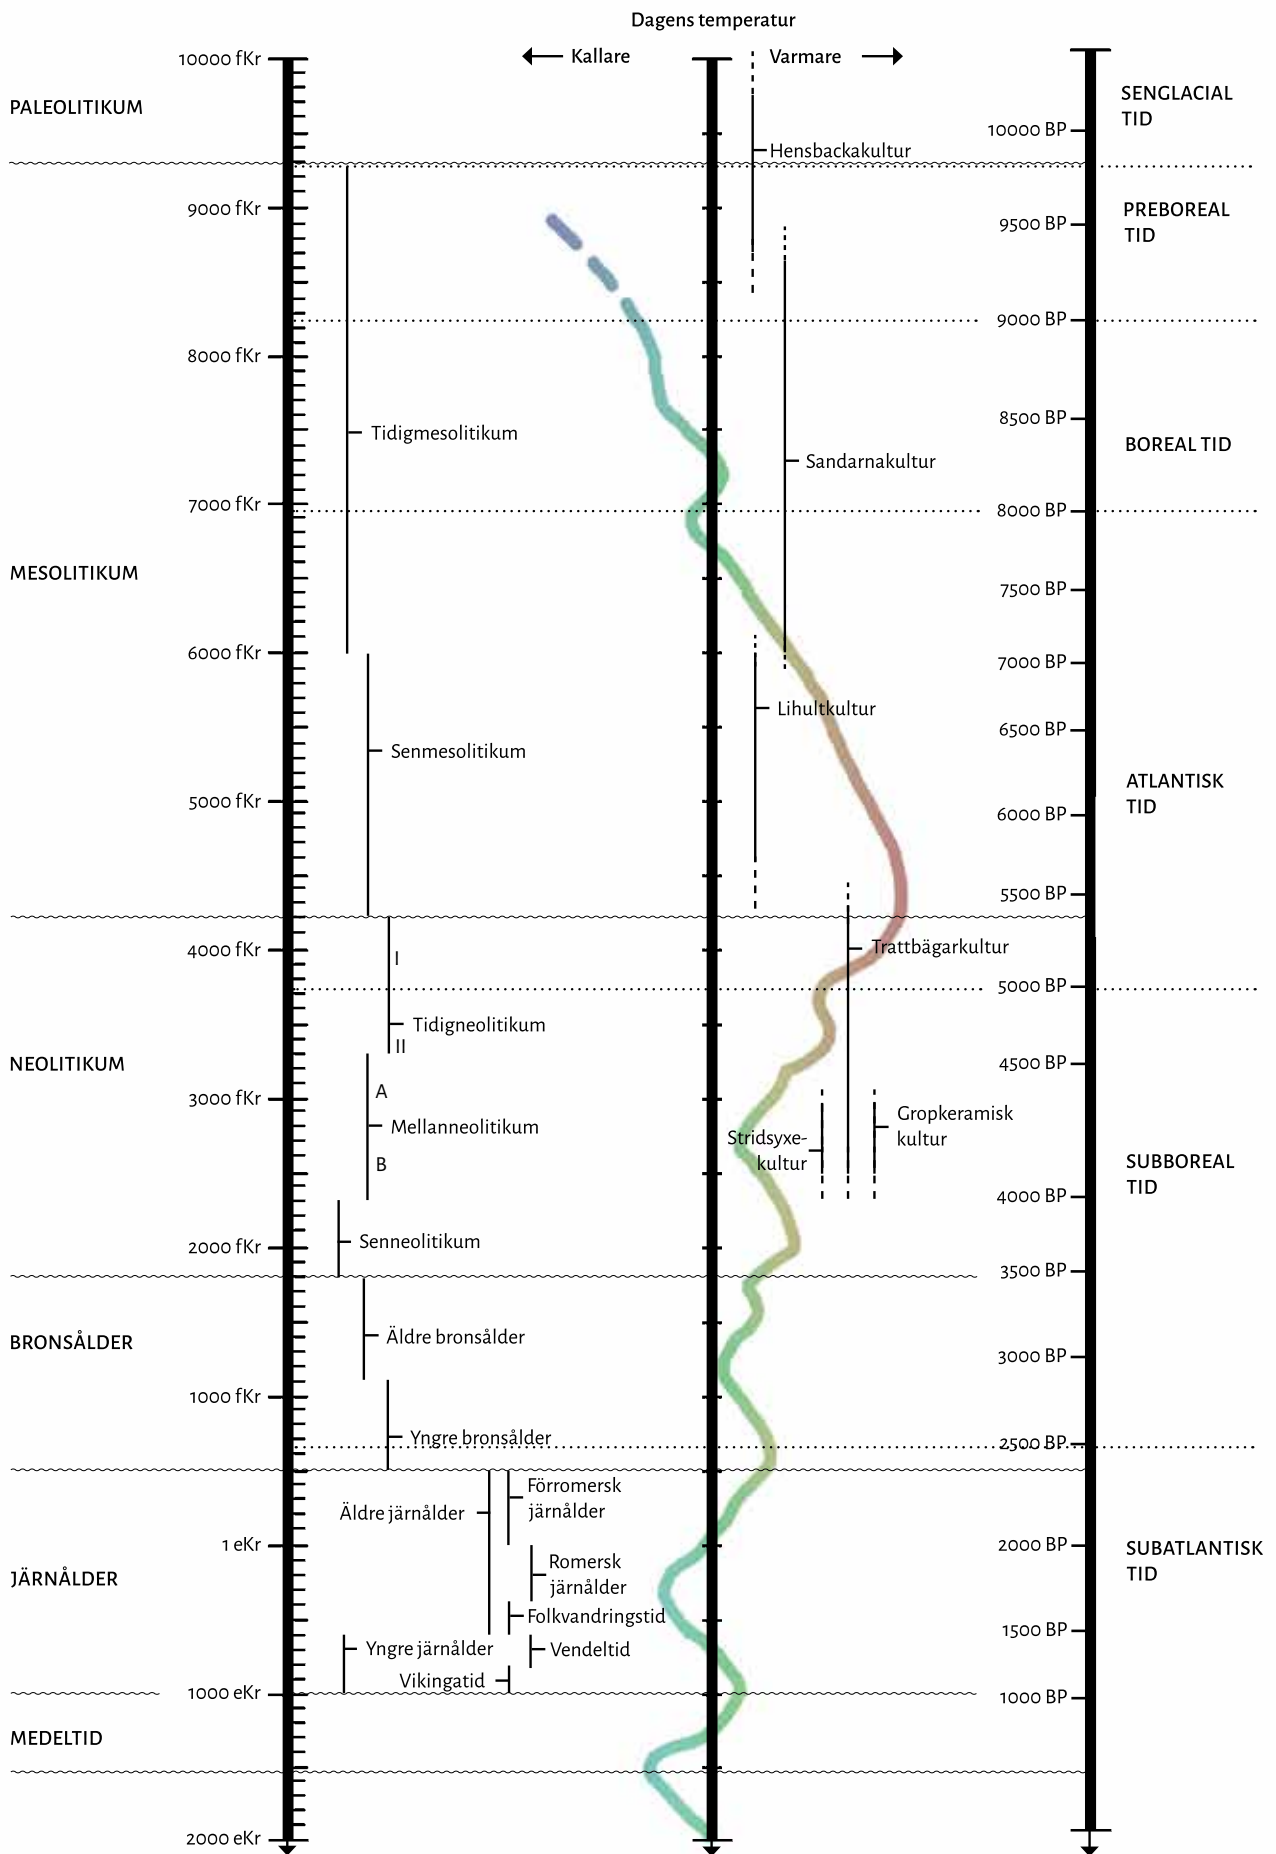 Dagens temperatur
Kallare
Varmare
10000 fKr
9000 fKr
8000 fKr
7000 fKr
6000 fKr
5000 fKr
4000 fKr
3000 fKr
2000 fKr
1000 fKr
1 eKr
1000 eKr
2000 eKr
PALEOLITIKUM
MESOLITIKUM
NEOLITIKUM
BRONSÅLDER
JÄRNÅLDER
MEDELTID
Tidigmesolitikum
Senmesolitikum
I
Tidigneolitikum
II
A
Mellanneolitikum
B
Senneolitikum
Äldre bronsålder
Yngre bronsålder
Äldre järnålder
Förromersk
järnålder
Romersk
järnålder
Folkvandringstid
Yngre järnålder
Vendeltid
Vikingatid
Hensbackakultur
Sandarnakultur
Lihultkultur
Trattbägarkultur
Stridsyxe-
kultur
Gropkeramisk
kultur
10000 BP
9500 BP
9000 BP
8500 BP
8000 BP
7500 BP
7000 BP
6500 BP
6000 BP
5500 BP
5000 BP
4500 BP
4000 BP
3500 BP
3000 BP
2500 BP
2000 BP
1500 BP
1000 BP
SENGLACIAL
TID
PREBOREAL
TID
BOREAL TID
ATLANTISK
TID
SUBBOREAL
TID
SUBATLANTISK
TID